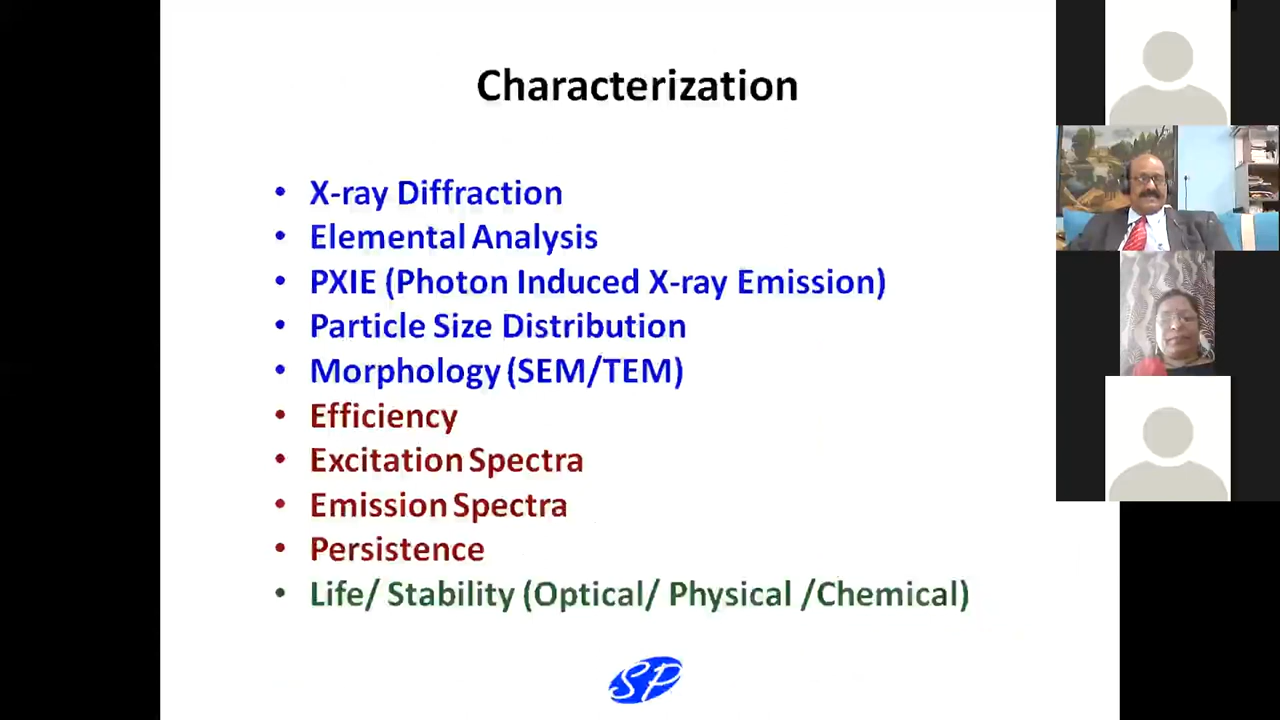 Characterization
• X-ray Diffraction
• Elemental Analysis
• PXIE (Photon Induced X-ray Emission)
• Particle Size Distribution
• Morphology (SEM/TEM)
• Efficiency
• Excitation Spectra
• Emission Spectra
• Persistence
• Life/ Stability (Optical/ Physical /Chemical)
SP